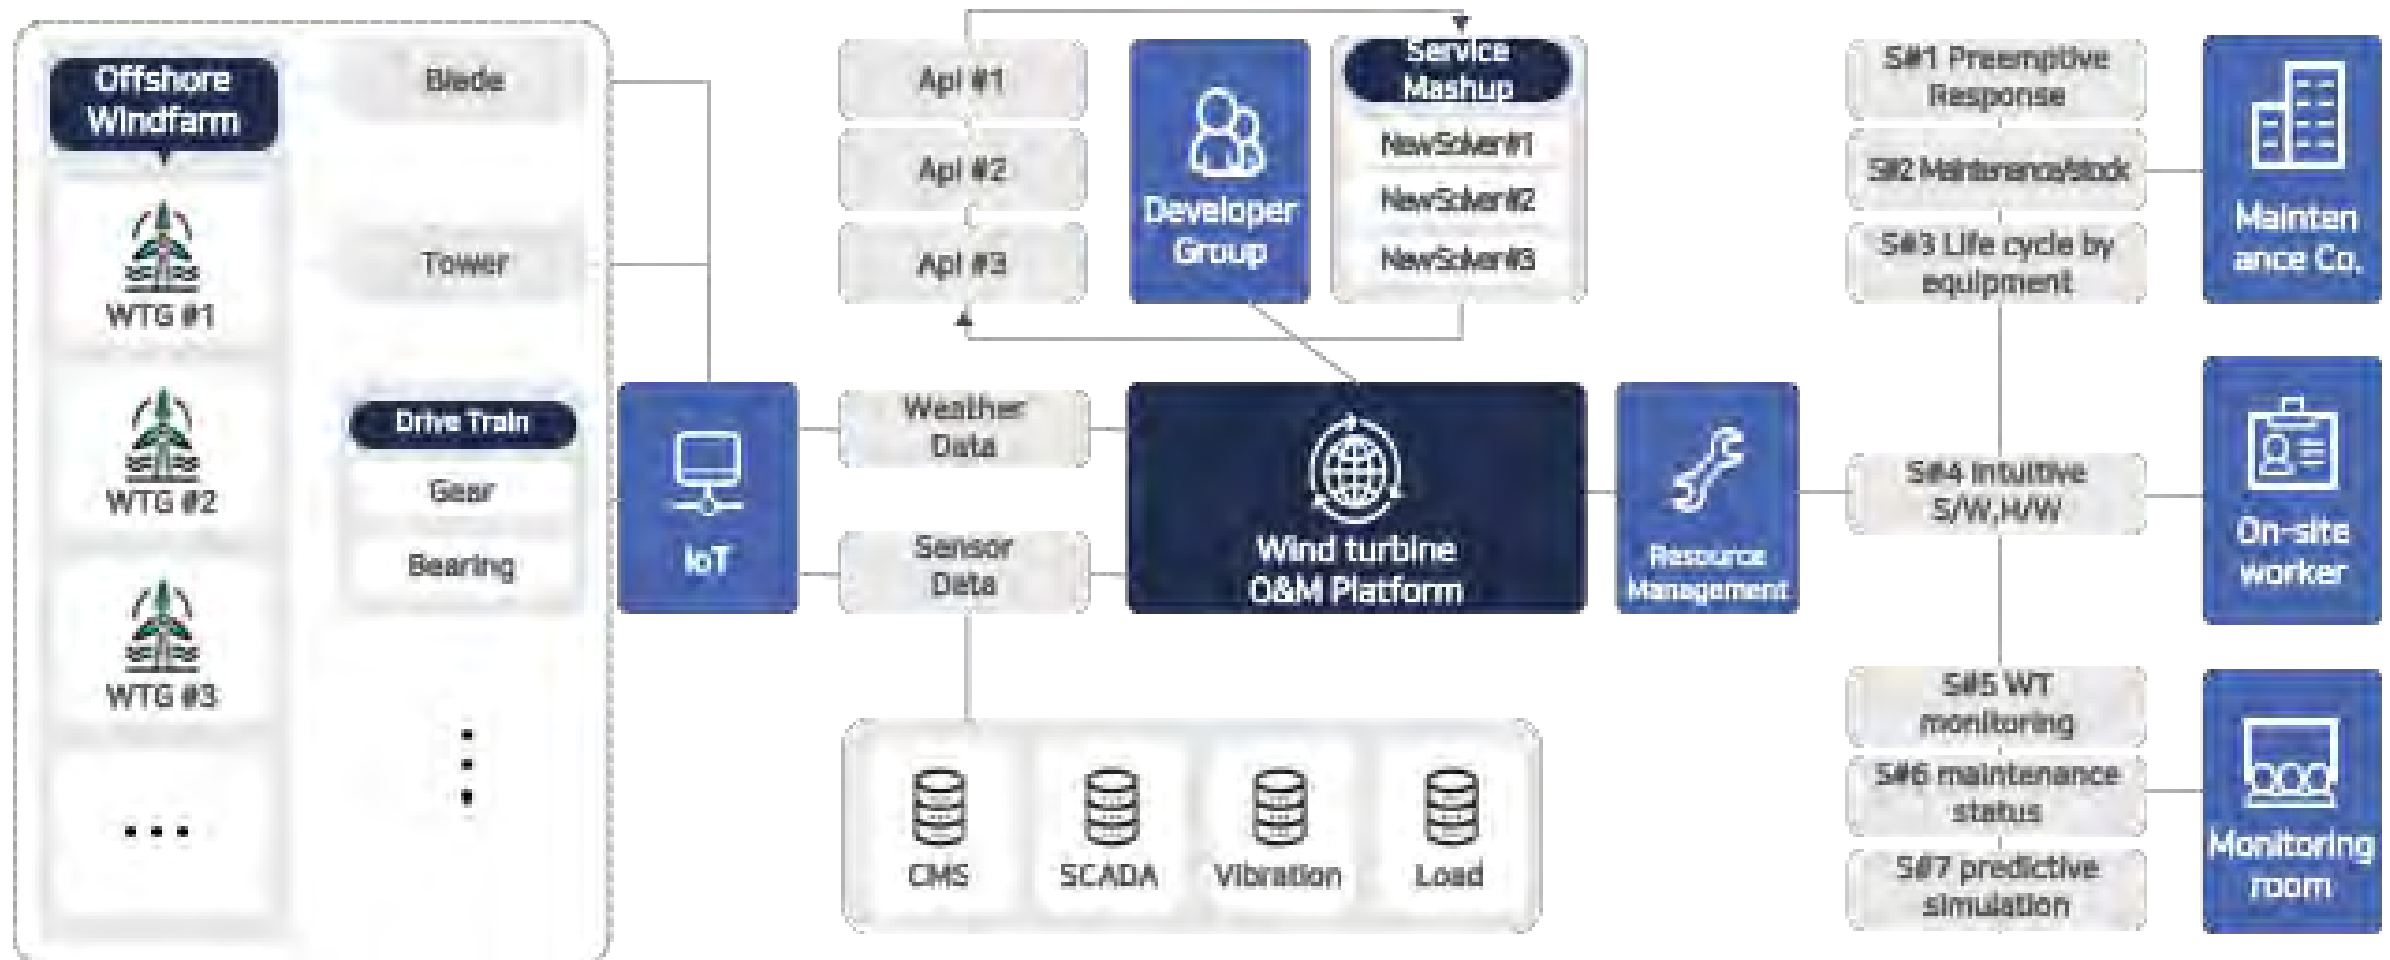 Offshore
Windfarm
WTG #1
WTG #2
WTG #3
Blade
Tower
Drive Train
Gear
Bearing
IoT
Api #1
Api #2
Api #3
Developer
Group
Service
Mashup
NewSolver#1
NewSolver#2
NewSolver#3
Weather
Data
Sensor
Data
Wind turbine
O&M Platform
Resource
Management
CMS
SCADA
Vibration
Load
S#1 Preemptive
Response
S#2 Maintenance/stock
S#3 Life cycle by
equipment
S#4 Intuitive
S/W,H/W
S#5 WT
monitoring
S#6 maintenance
status
S#7 predictive
simulation
Mainten
ance Co.
On-site
worker
Monitoring
room